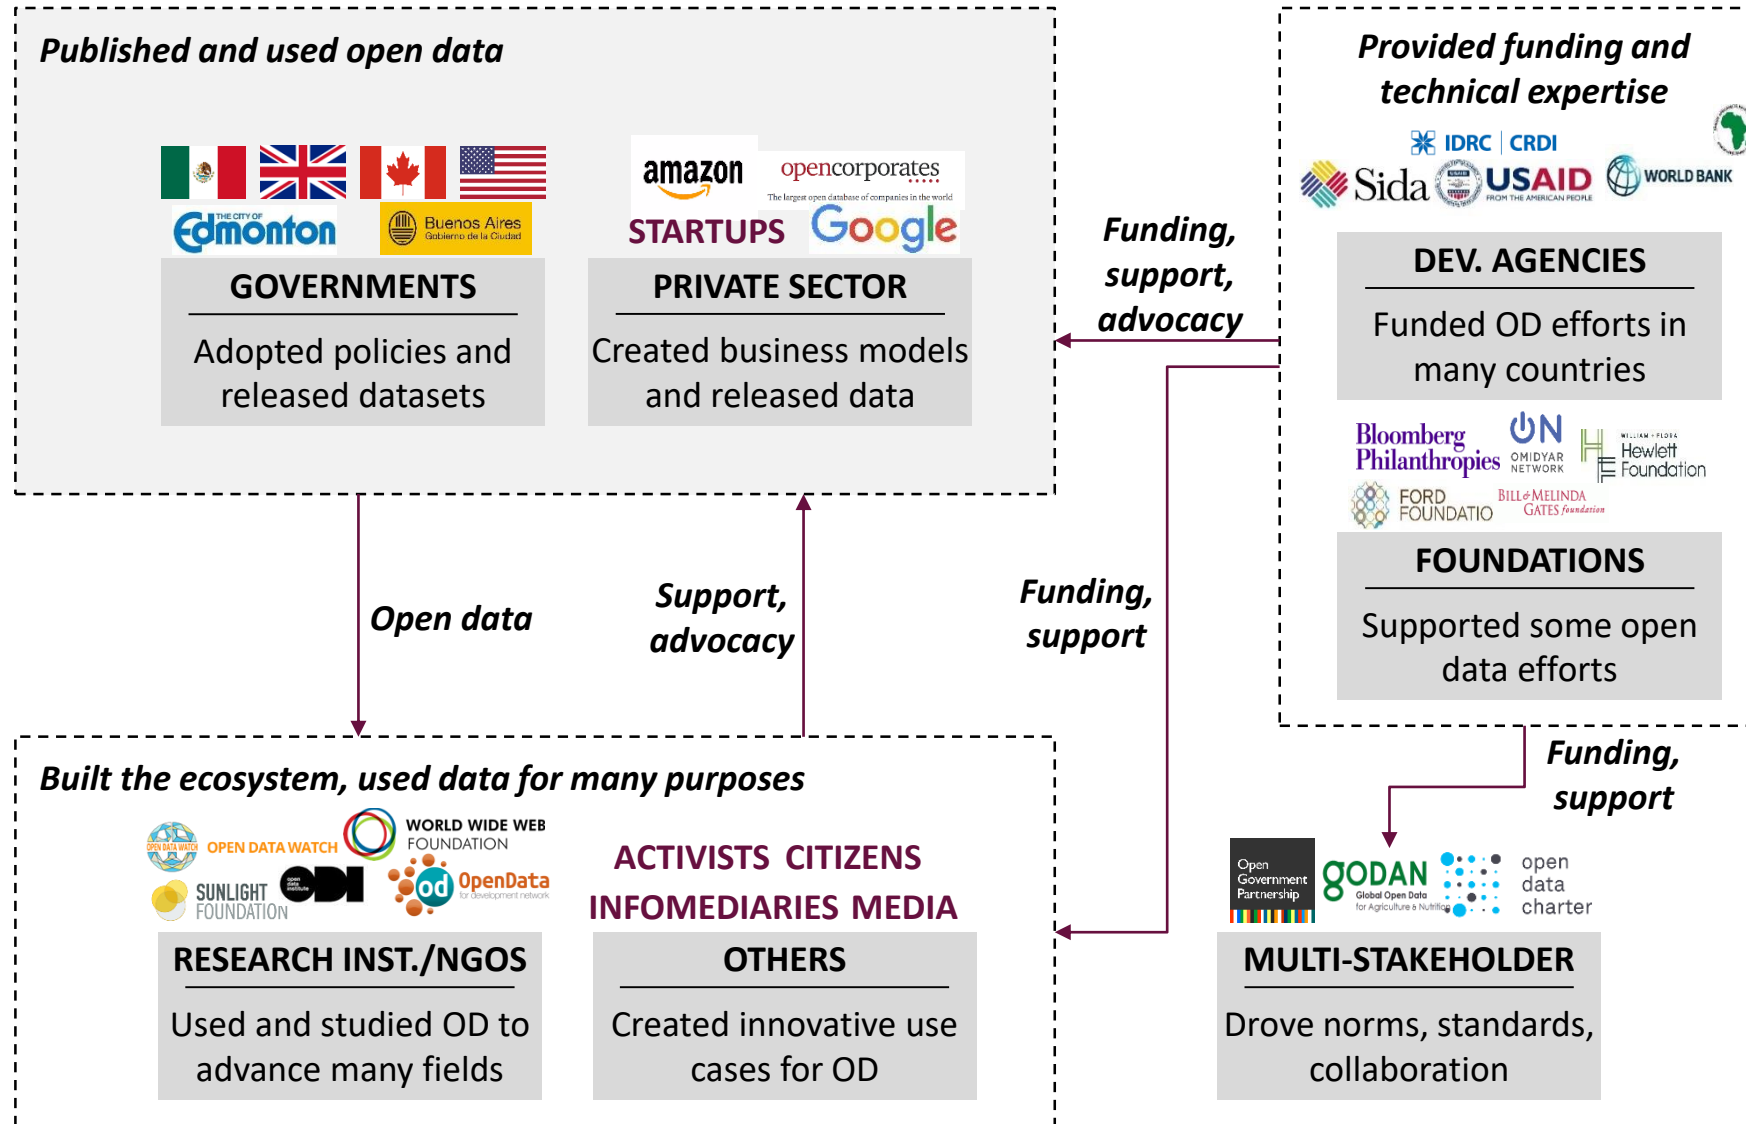 Published and used open data
amazon
opencorporates
The largest open database of companies in the world
THE CITY OF
Edmonton
Buenos Aires
Gobierno de la Ciudad
STARTUPS
Google
GOVERNMENTS
Adopted policies and
released datasets
PRIVATE SECTOR
Created business models
and released data
Funding,
support,
advocacy
Provided funding and
technical expertise
IDRC | CRDI
Sida
USAID
FROM THE AMERICAN PEOPLE
WORLD BANK
DEV. AGENCIES
Funded OD efforts in
many countries
Bloomberg
Philanthropies
ON
OMIDYAR
NETWORK
WILLIAM + FLORA
Hewlett
Foundation
FORD
FOUNDATIO
BILL & MELINDA
GATES foundation
FOUNDATIONS
Supported some open
data efforts
Open data
Support,
advocacy
Funding,
support
Funding,
support
Built the ecosystem, used data for many purposes
OPEN DATA WATCH
OPEN DATA WATCH
WORLD WIDE WEB
FOUNDATION
SUNLIGHT
FOUNDATION
open
data
institute
ODI
od
OpenData
for development network
ACTIVISTS CITIZENS
INFOMEDIARIES MEDIA
RESEARCH INST./NGOS
Used and studied OD to
advance many fields
OTHERS
Created innovative use
cases for OD
Open
Government
Partnership
GODAN
Global Open Data
for Agriculture & Nutrition
open
data
charter
MULTI-STAKEHOLDER
Drove norms, standards,
collaboration